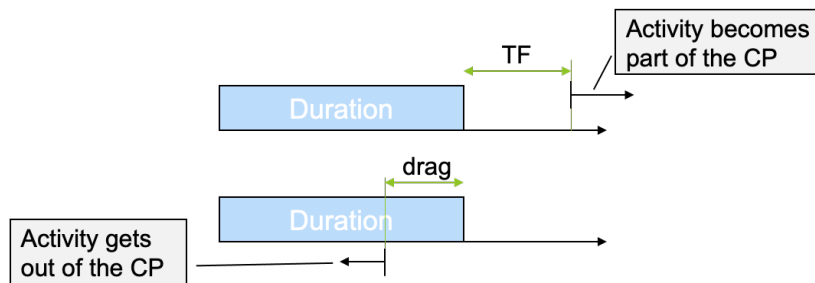 Activity becomes
part of the CP
TF
Duration
drag
Duration
Activity gets
out of the CP